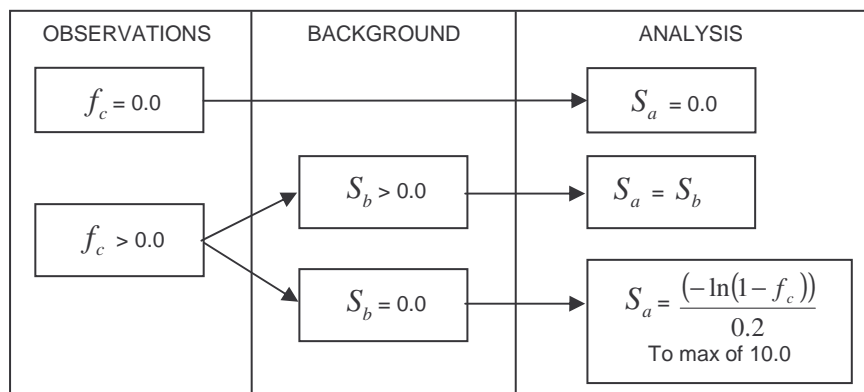 OBSERVATIONS
BACKGROUND
ANALYSIS
f_c = 0.0
S_a = 0.0
f_c > 0.0
S_b > 0.0
S_a = S_b
S_b = 0.0
S_a = (-ln(1-f_c)) / 0.2
To max of 10.0